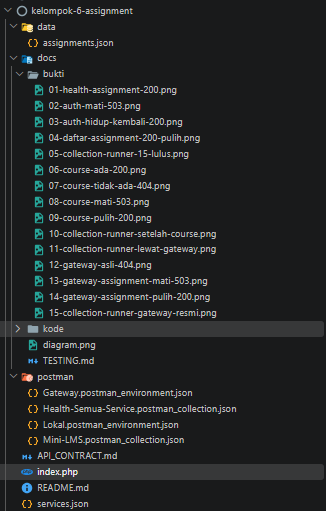 kelompok-6-assignment
data
assignments.json
docs
bukti
01-health-assignment-200.png
02-auth-mati-503.png
03-auth-hidup-kembali-200.png
04-daftar-assignment-200-pulih.png
05-collection-runner-15-lulus.png
06-course-ada-200.png
07-course-tidak-ada-404.png
08-course-mati-503.png
09-course-pulih-200.png
10-collection-runner-setelah-course.png
11-collection-runner-lewat-gateway.png
12-gateway-asli-404.png
13-gateway-assignment-mati-503.png
14-gateway-assignment-pulih-200.png
15-collection-runner-gateway-resmi.png
kode
diagram.png
TESTING.md
postman
Gateway.postman_environment.json
Health-Semua-Service.postman_collection.json
Lokal.postman_environment.json
Mini-LMS.postman_collection.json
API_CONTRACT.md
index.php
README.md
services.json